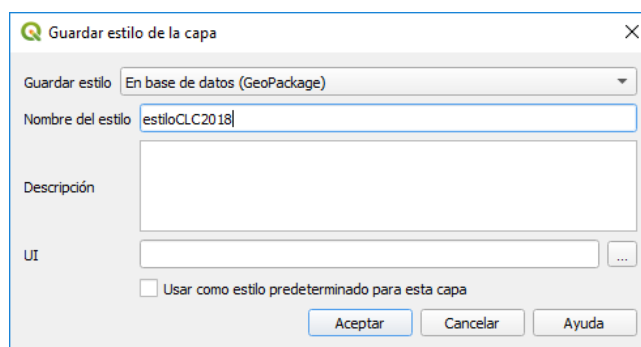 Guardar estilo de la capa
Guardar estilo En base de datos (GeoPackage)
Nombre del estilo estiloCLC2018
Descripción
UI ...
Usar como estilo predeterminado para esta capa
Aceptar Cancelar Ayuda